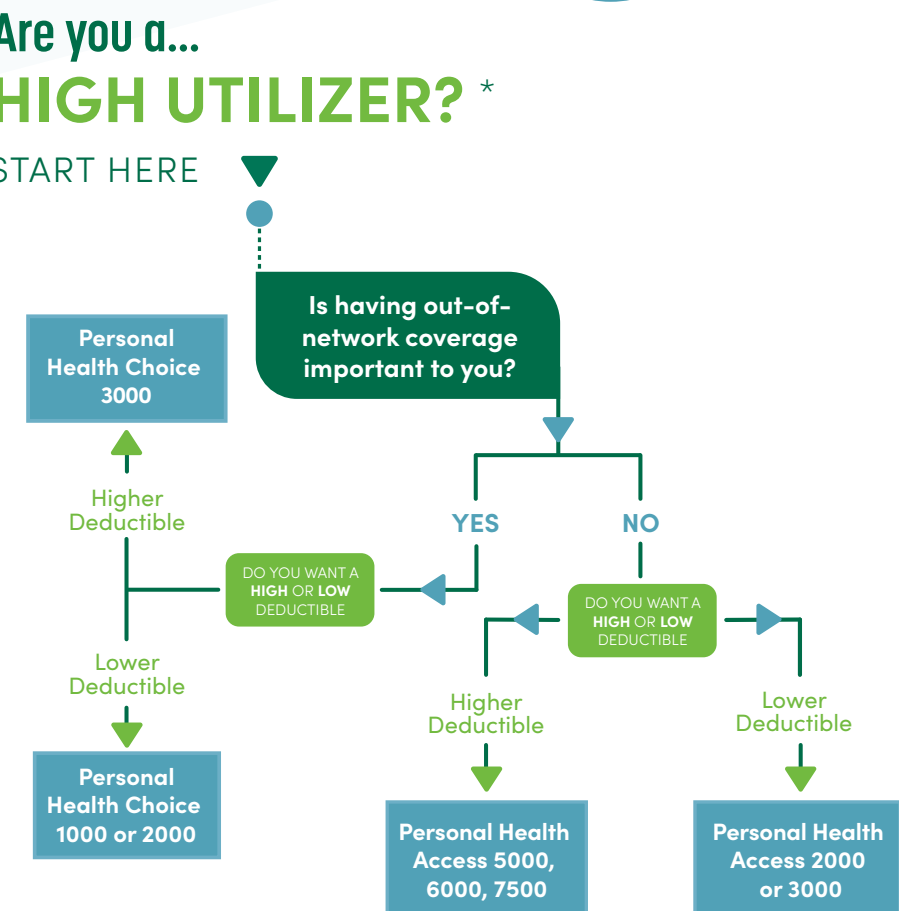 Are you a...
HIGH UTILIZER? *
START HERE
Is having out-of-
network coverage
important to you?
Personal
Health Choice
3000
Higher
Deductible
YES
NO
DO YOU WANT A
HIGH OR LOW
DEDUCTIBLE
DO YOU WANT A
HIGH OR LOW
DEDUCTIBLE
Lower
Deductible
Higher
Deductible
Lower
Deductible
Personal
Health Choice
1000 or 2000
Personal Health
Access 5000,
6000, 7500
Personal Health
Access 2000
or 3000